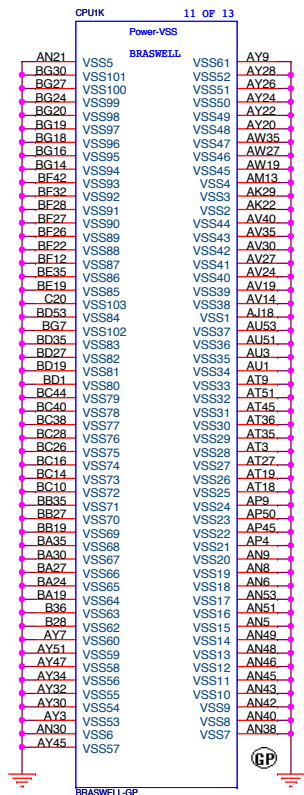 CPU1K 11 OF 13
Power-VSS
BRASWELL
AN21 VSS5 VSS61 AY9
BG30 VSS101 VSS52 AY28
BG27 VSS100 VSS51 AY26
BG24 VSS99 VSS50 AY24
BG20 VSS98 VSS49 AY22
BG19 VSS97 VSS48 AY20
BG18 VSS96 VSS47 AW35
BG16 VSS95 VSS46 AW27
BG14 VSS94 VSS45 AW19
BF42 VSS93 VSS4 AM13
BF32 VSS92 VSS3 AK29
BF28 VSS91 VSS2 AK22
BF27 VSS90 VSS44 AV40
BF26 VSS89 VSS43 AV35
BF22 VSS88 VSS42 AV30
BF12 VSS87 VSS41 AV27
BE35 VSS86 VSS40 AV24
BE19 VSS85 VSS39 AV19
C20 VSS103 VSS38 AV14
BD53 VSS84 VSS1 AJ18
BG7 VSS102 VSS37 AU53
BD35 VSS83 VSS36 AU51
BD27 VSS82 VSS35 AU3
BD19 VSS81 VSS34 AU1
BD1 VSS80 VSS33 AT9
BC44 VSS79 VSS32 AT51
BC40 VSS78 VSS31 AT45
BC38 VSS77 VSS30 AT36
BC28 VSS76 VSS29 AT35
BC26 VSS75 VSS28 AT3
BC16 VSS74 VSS27 AT27
BC14 VSS73 VSS26 AT19
BC10 VSS72 VSS25 AT18
BB35 VSS71 VSS24 AP9
BB27 VSS70 VSS23 AP50
BB19 VSS69 VSS22 AP45
BA35 VSS68 VSS21 AP4
BA30 VSS67 VSS20 AN9
BA27 VSS66 VSS19 AN8
BA24 VSS65 VSS18 AN6
BA19 VSS64 VSS17 AN53
B36 VSS63 VSS16 AN51
B28 VSS62 VSS15 AN5
AY7 VSS60 VSS14 AN49
AY51 VSS59 VSS13 AN48
AY47 VSS58 VSS12 AN46
AY34 VSS56 VSS11 AN45
AY32 VSS55 VSS10 AN43
AY30 VSS54 VSS9 AN42
AY3 VSS53 VSS8 AN40
AN30 VSS6 VSS7 AN38
AY45 VSS57
GP
BRASWELL-GP